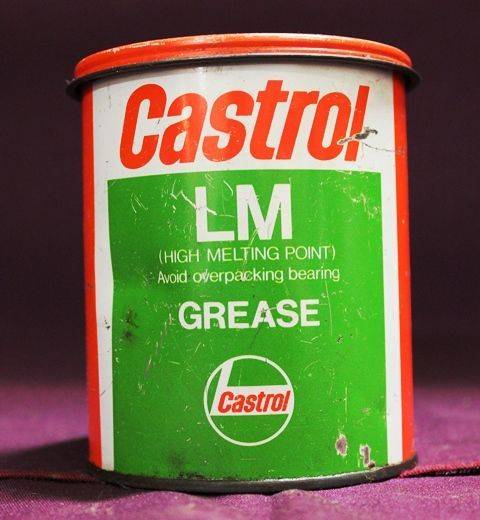 Castrol
LM
(HIGH MELTING POINT)
Avoid overpacking bearing
GREASE
Castrol